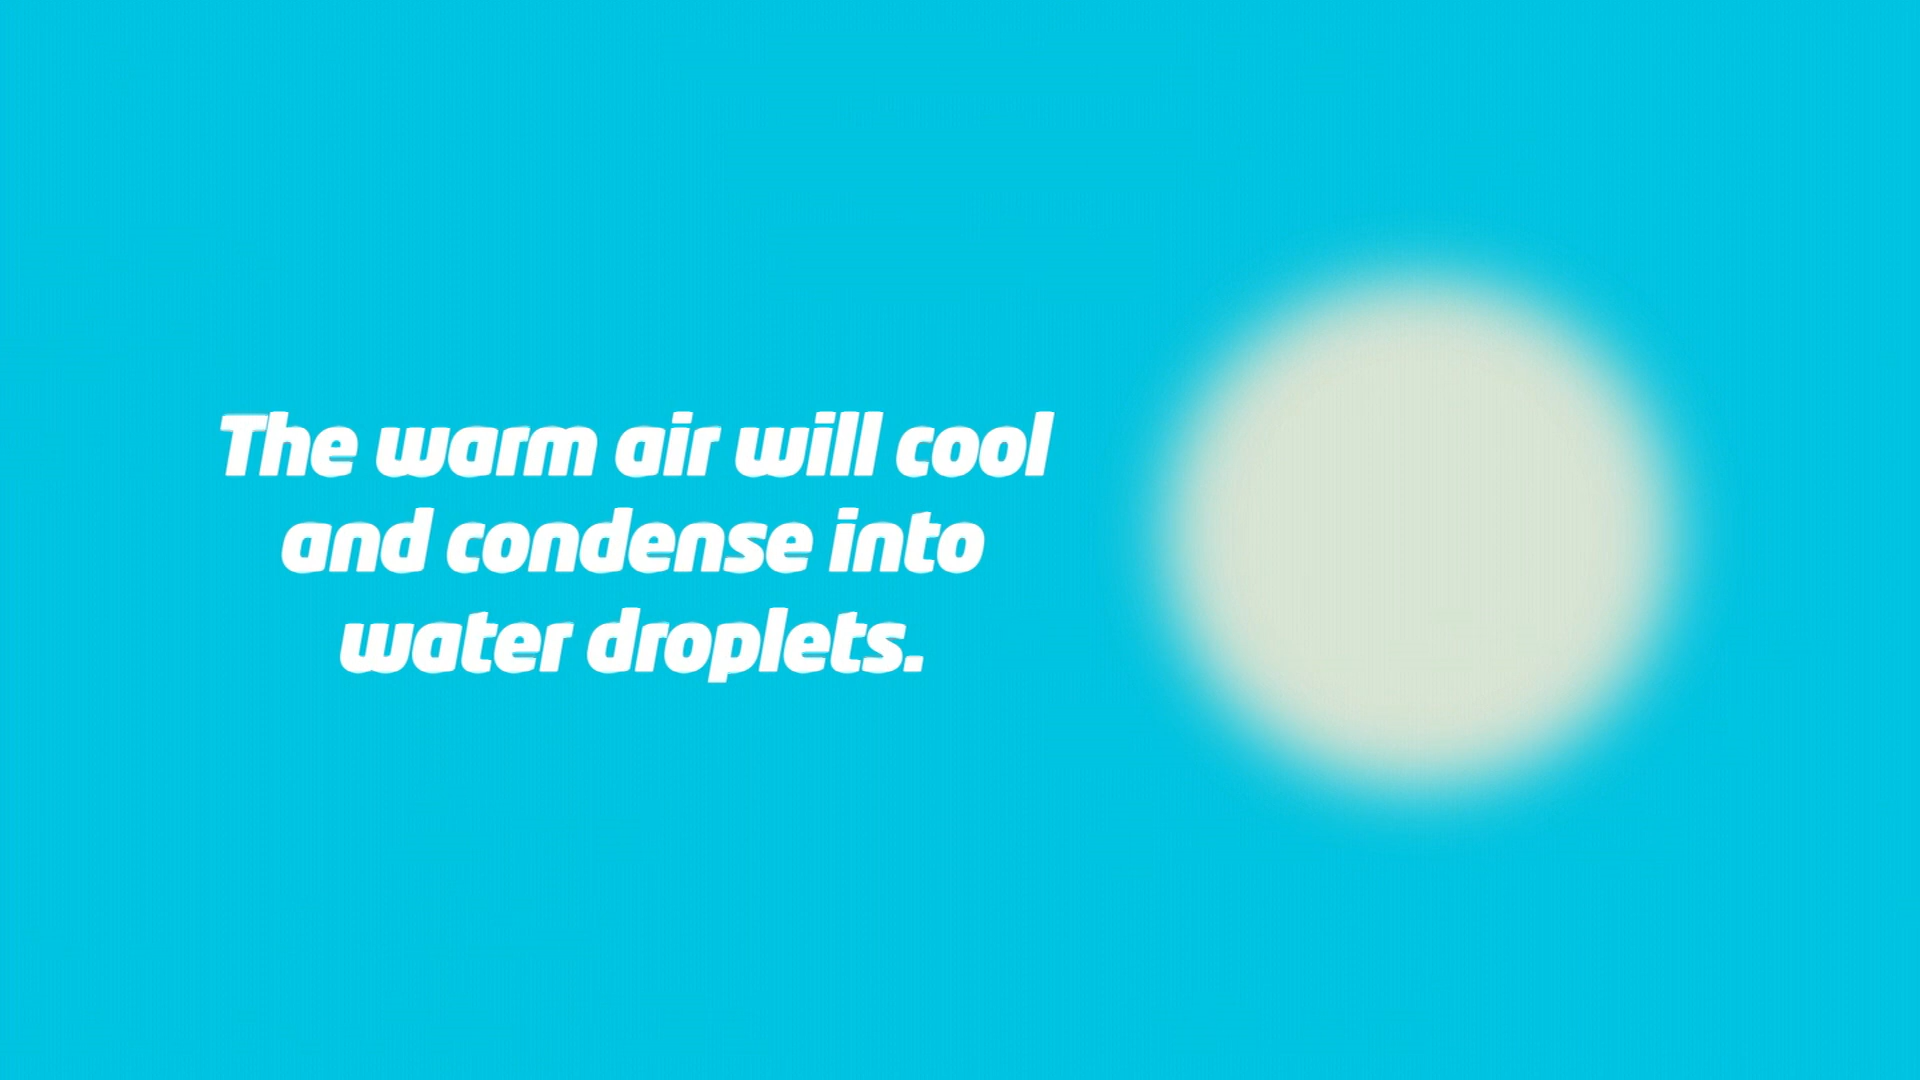 The warm air will cool
and condense into
water droplets.